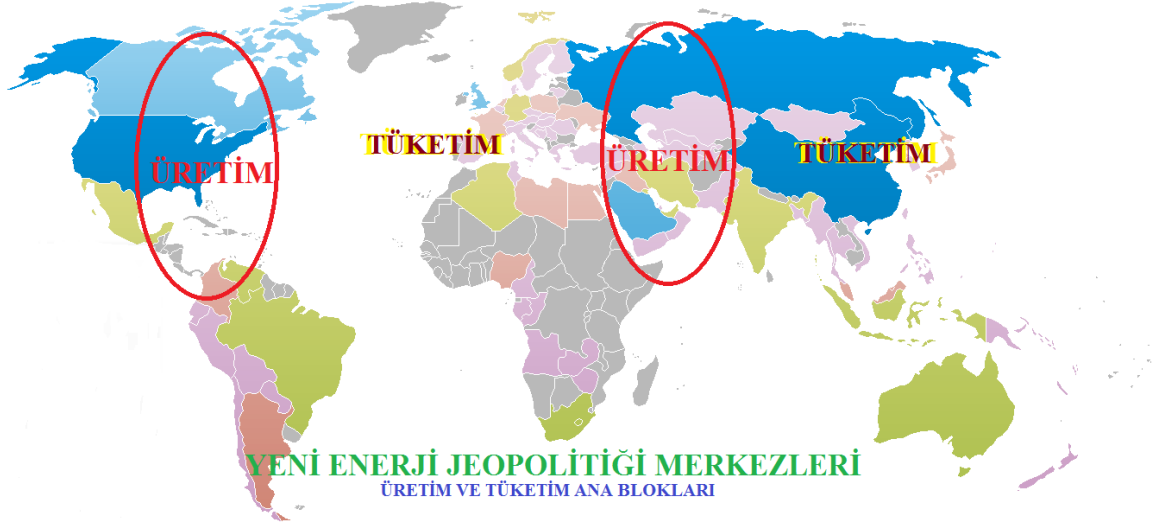 TÜKETİM
ÜRETİM
ÜRETİM
TÜKETİM
YENİ ENERJİ JEOPOLİTİĞİ MERKEZLERİ
ÜRETİM VE TÜKETİM ANA BLOKLARI